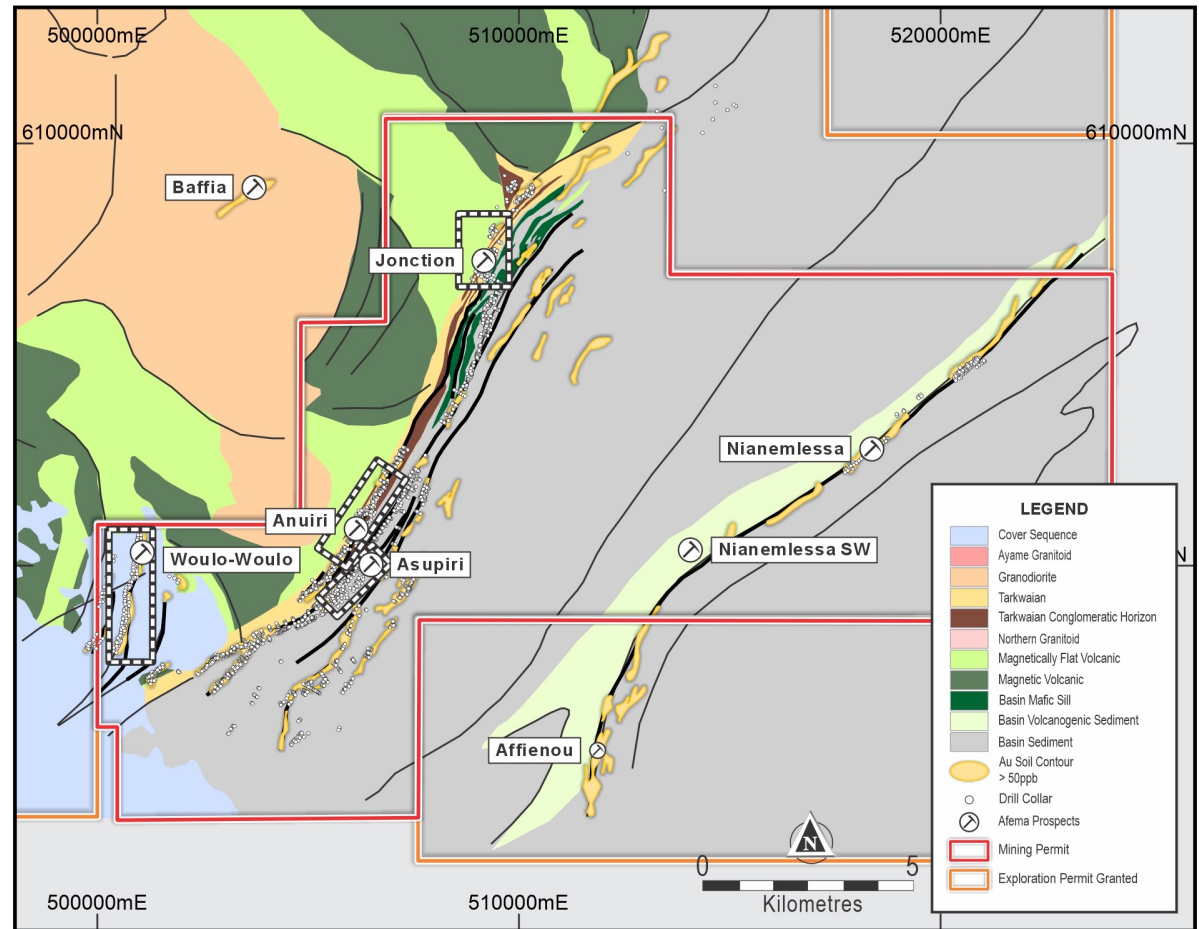 500000mE
510000mE
520000mE
610000mN
610000mN
Baffia
Jonction
Nianemlessa
Anuiri
Woulo-Woulo
Asupiri
Nianemlessa SW
N
Affienou
LEGEND
Cover Sequence
Ayame Granitoid
Granodiorite
Tarkwaian
Tarkwaian Conglomeratic Horizon
Northern Granitoid
Magnetically Flat Volcanic
Magnetic Volcanic
Basin Mafic Sill
Basin Volcanogenic Sediment
Basin Sediment
Au Soil Contour
> 50ppb
Drill Collar
Afema Prospects
Mining Permit
Exploration Permit Granted
N
0
5
Kilometres
500000mE
510000mE